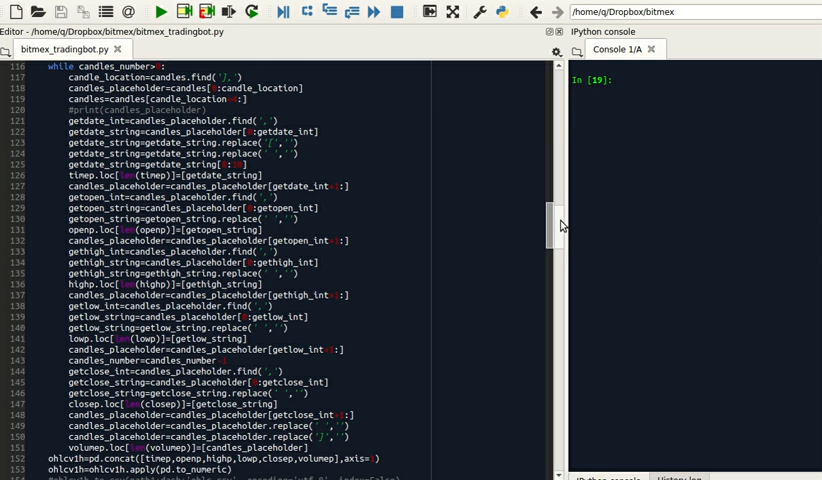 /home/q/Dropbox/bitmex
Editor - /home/q/Dropbox/bitmex/bitmex_tradingbot.py
IPython console
bitmex_tradingbot.py
Console 1/A
In [19]:
116 while candles_number>0:
117 candle_location=candles.find('],')
118 candles_placeholder=candles[0:candle_location]
119 candles=candles[candle_location+4:]
120 #print(candles_placeholder)
121 getdate_int=candles_placeholder.find(',')
122 getdate_string=candles_placeholder[0:getdate_int]
123 getdate_string=getdate_string.replace('[','')
124 getdate_string=getdate_string.replace(' ','')
125 getdate_string=getdate_string[0:10]
126 timep.loc[len(timep)]=[getdate_string]
127 candles_placeholder=candles_placeholder[getdate_int+1:]
128 getopen_int=candles_placeholder.find(',')
129 getopen_string=candles_placeholder[0:getopen_int]
130 getopen_string=getopen_string.replace(' ','')
131 openp.loc[len(openp)]=[getopen_string]
132 candles_placeholder=candles_placeholder[getopen_int+1:]
133 gethigh_int=candles_placeholder.find(',')
134 gethigh_string=candles_placeholder[0:gethigh_int]
135 gethigh_string=gethigh_string.replace(' ','')
136 highp.loc[len(highp)]=[gethigh_string]
137 candles_placeholder=candles_placeholder[gethigh_int+1:]
138 getlow_int=candles_placeholder.find(',')
139 getlow_string=candles_placeholder[0:getlow_int]
140 getlow_string=getlow_string.replace(' ','')
141 lowp.loc[len(lowp)]=[getlow_string]
142 candles_placeholder=candles_placeholder[getlow_int+1:]
143 candles_number=candles_number-1
144 getclose_int=candles_placeholder.find(',')
145 getclose_string=candles_placeholder[0:getclose_int]
146 getclose_string=getclose_string.replace(' ','')
147 closep.loc[len(closep)]=[getclose_string]
148 candles_placeholder=candles_placeholder[getclose_int+1:]
149 candles_placeholder=candles_placeholder.replace(' ','')
150 candles_placeholder=candles_placeholder.replace(']','')
151 volumep.loc[len(volumep)]=[candles_placeholder]
152 ohlcv1h=pd.concat([timep,openp,highp,lowp,closep,volumep],axis=1)
153 ohlcv1h=ohlcv1h.apply(pd.to_numeric)
IPython console
History log